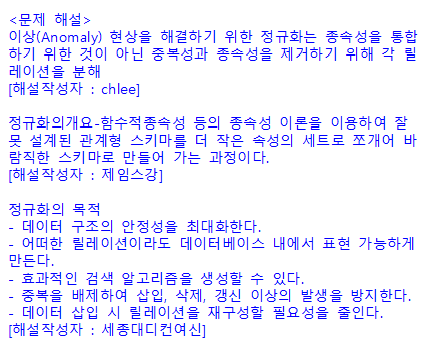 <문제 해설>
이상(Anomaly) 현상을 해결하기 위한 정규화는 종속성을 통합
하기 위한 것이 아닌 중복성과 종속성을 제거하기 위해 각 릴
레이션을 분해
[해설작성자 : chlee]
정규화의개요-함수적종속성 등의 종속성 이론을 이용하여 잘
못 설계된 관계형 스키마를 더 작은 속성의 세트로 쪼개어 바
람직한 스키마로 만들어 가는 과정이다.
[해설작성자 : 제임스강]
정규화의 목적
- 데이터 구조의 안정성을 최대화한다.
- 어떠한 릴레이션이라도 데이터베이스 내에서 표현 가능하게
만든다.
- 효과적인 검색 알고리즘을 생성할 수 있다.
- 중복을 배제하여 삽입, 삭제, 갱신 이상의 발생을 방지한다.
- 데이터 삽입 시 릴레이션을 재구성할 필요성을 줄인다.
[해설작성자 : 세종대디컨여신]